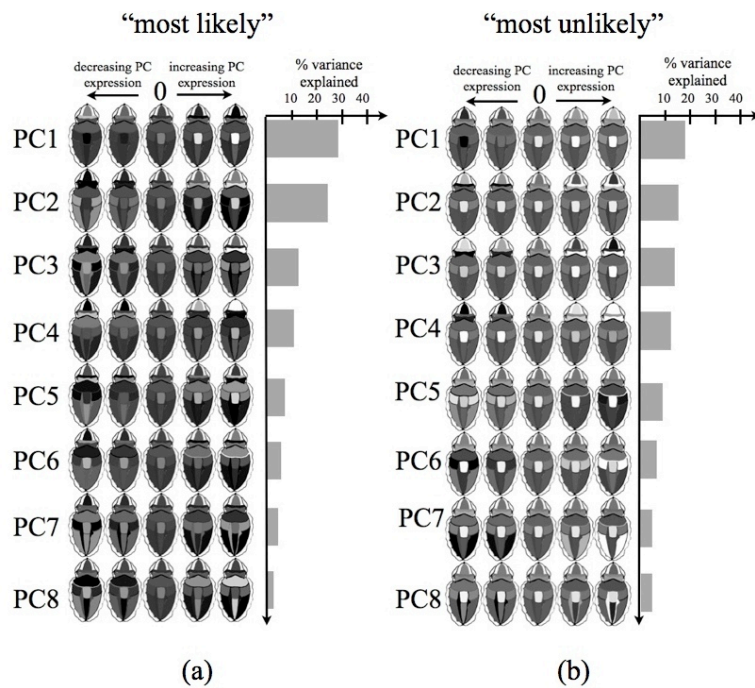 “most likely”
decreasing PC
expression
0
increasing PC
expression
% variance
explained
10 20 30 40
PC1
PC2
PC3
PC4
PC5
PC6
PC7
PC8
(a)
“most unlikely”
decreasing PC
expression
0
increasing PC
expression
% variance
explained
10 20 30 40
PC1
PC2
PC3
PC4
PC5
PC6
PC7
PC8
(b)